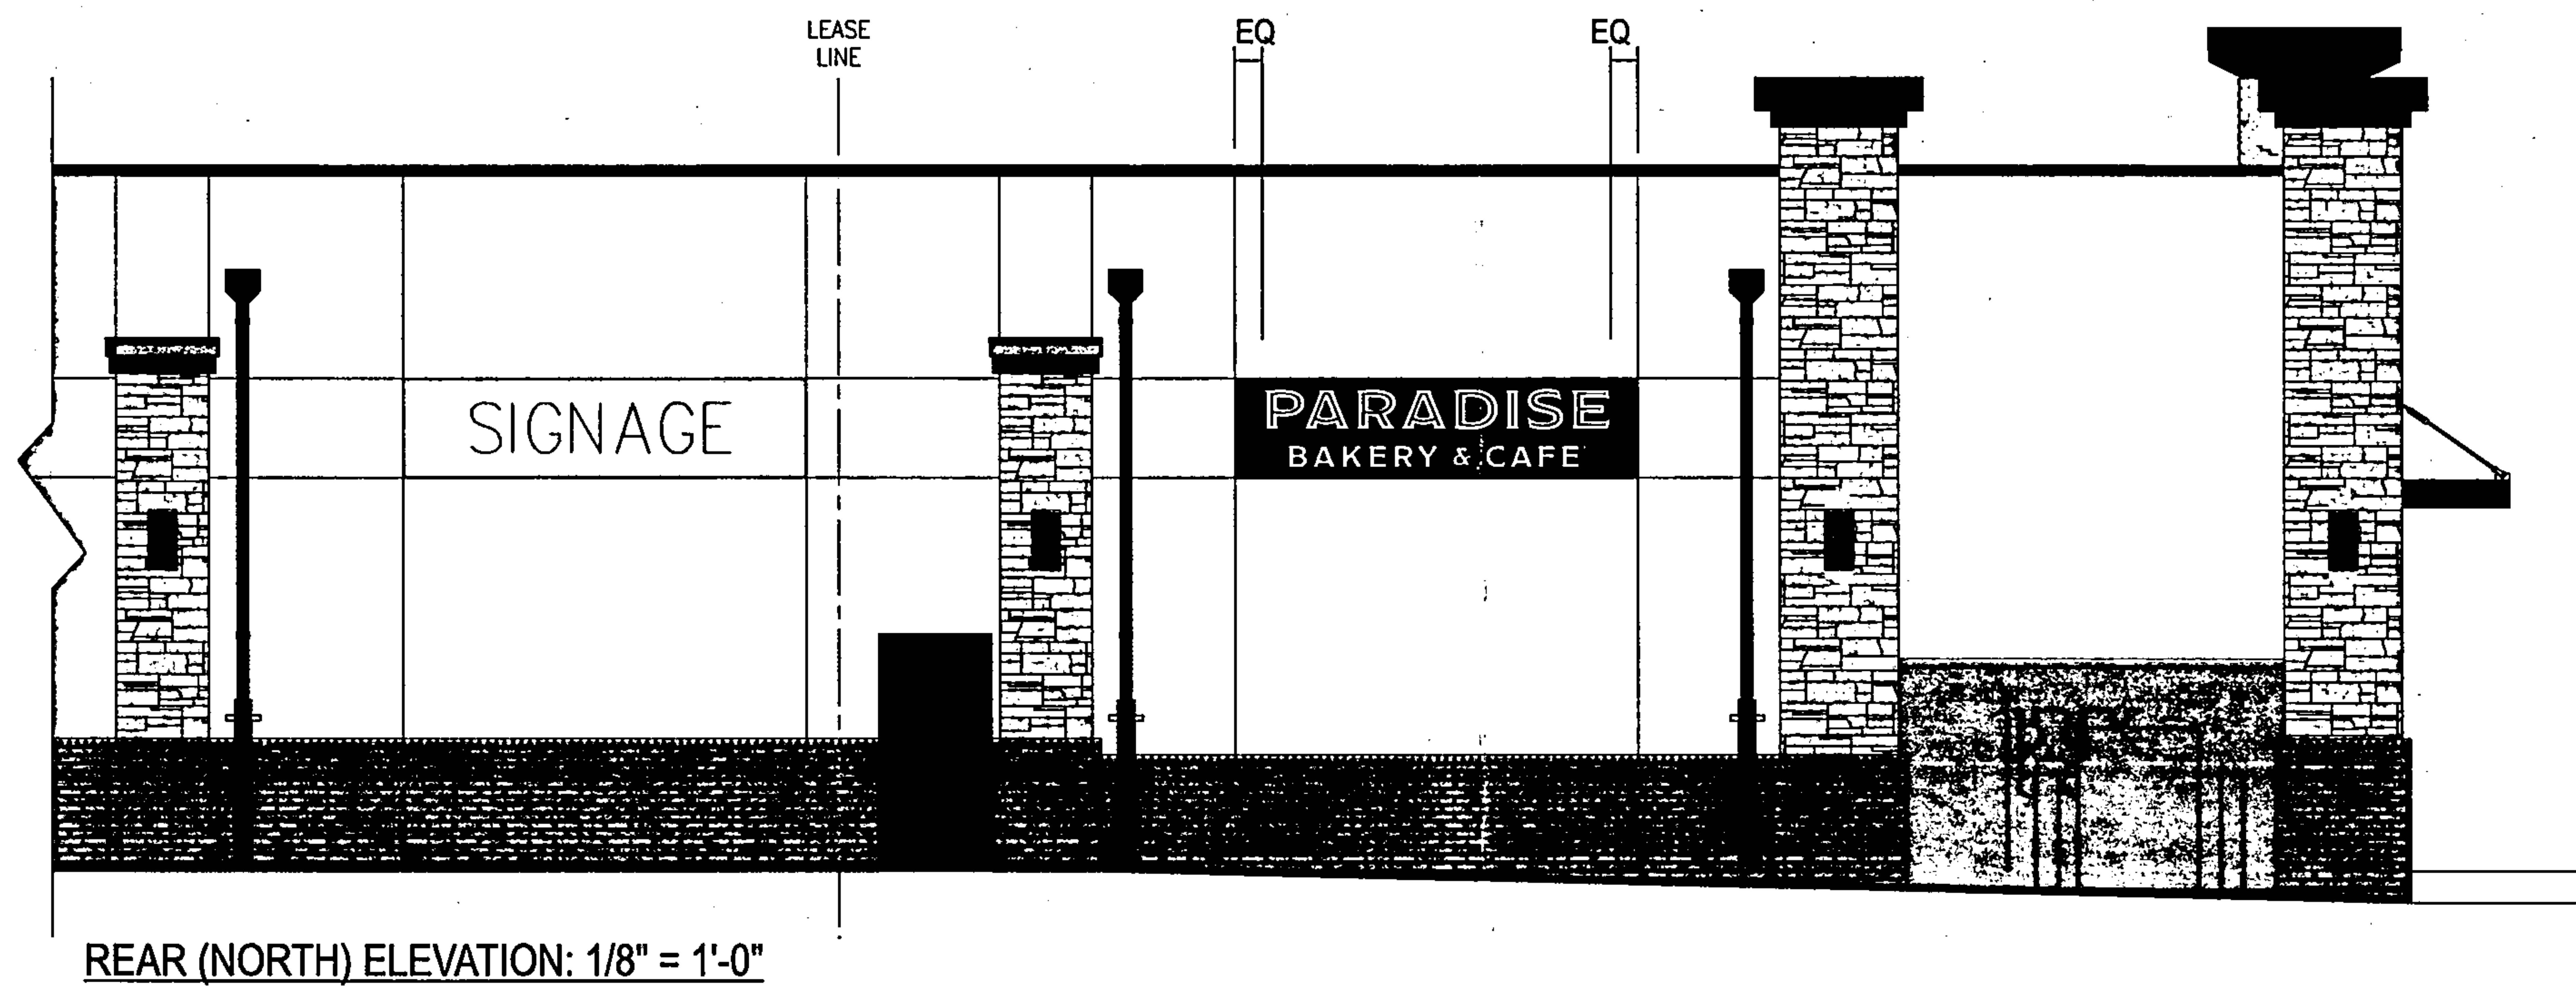 LEASE
LINE
EQ
EQ
SIGNAGE
PARADISE
BAKERY & CAFE
REAR (NORTH) ELEVATION: 1/8" = 1'-0"